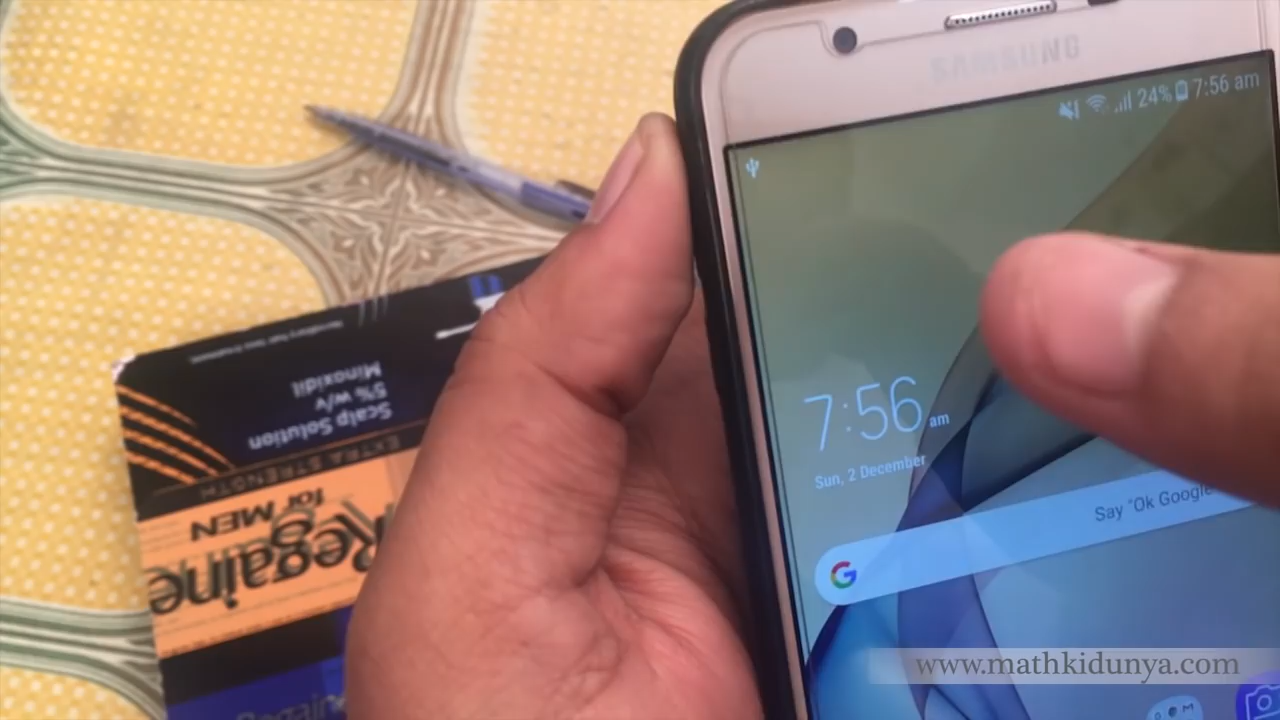 SAMSUNG
24% 7:56 am
7:56 am
Sun, 2 December
Say "Ok Google
G
Scalp Solution
5% w/v
Minoxidil
EXTRA STRENGTH
Regaine
for MEN
Regaine
www.mathkidunya.com